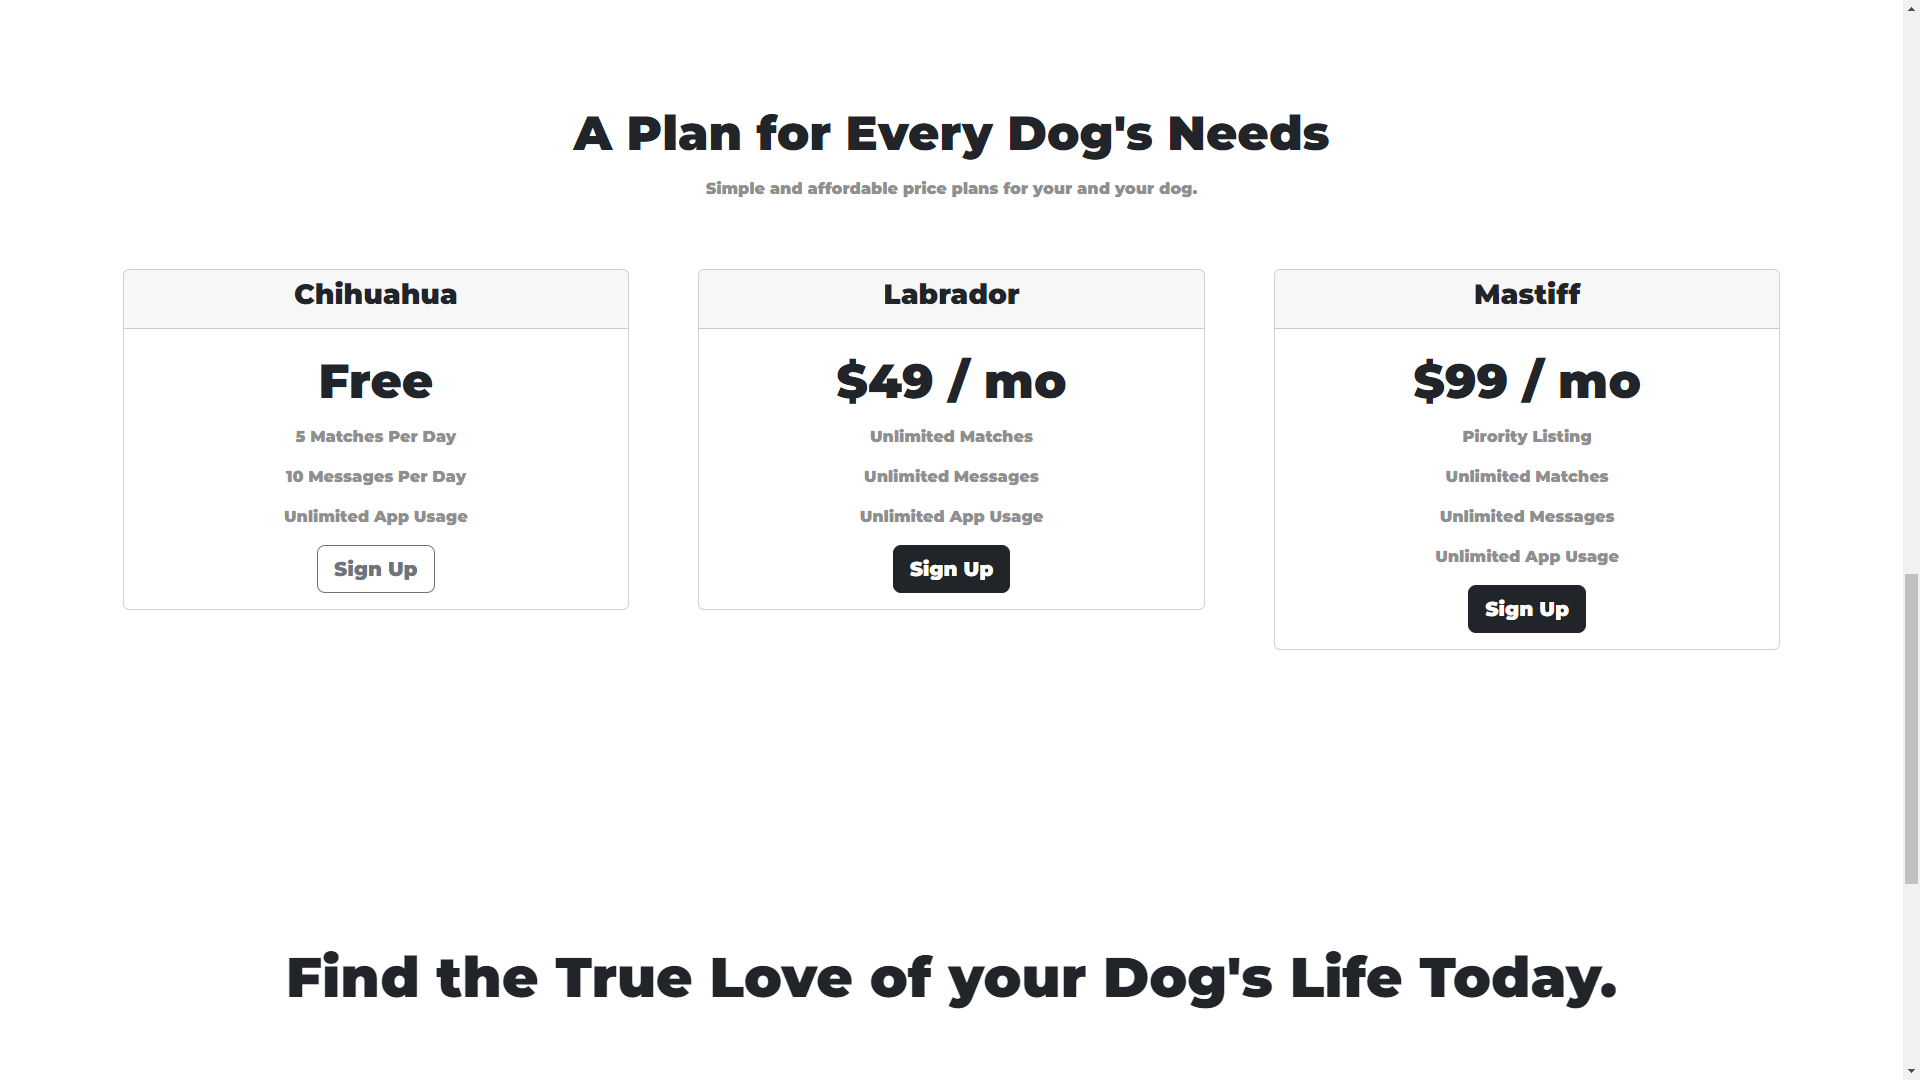 A Plan for Every Dog's Needs
Simple and affordable price plans for your and your dog.
Chihuahua
Free
5 Matches Per Day
10 Messages Per Day
Unlimited App Usage
Sign Up
Labrador
$49 / mo
Unlimited Matches
Unlimited Messages
Unlimited App Usage
Sign Up
Mastiff
$99 / mo
Pirority Listing
Unlimited Matches
Unlimited Messages
Unlimited App Usage
Sign Up
Find the True Love of your Dog's Life Today.